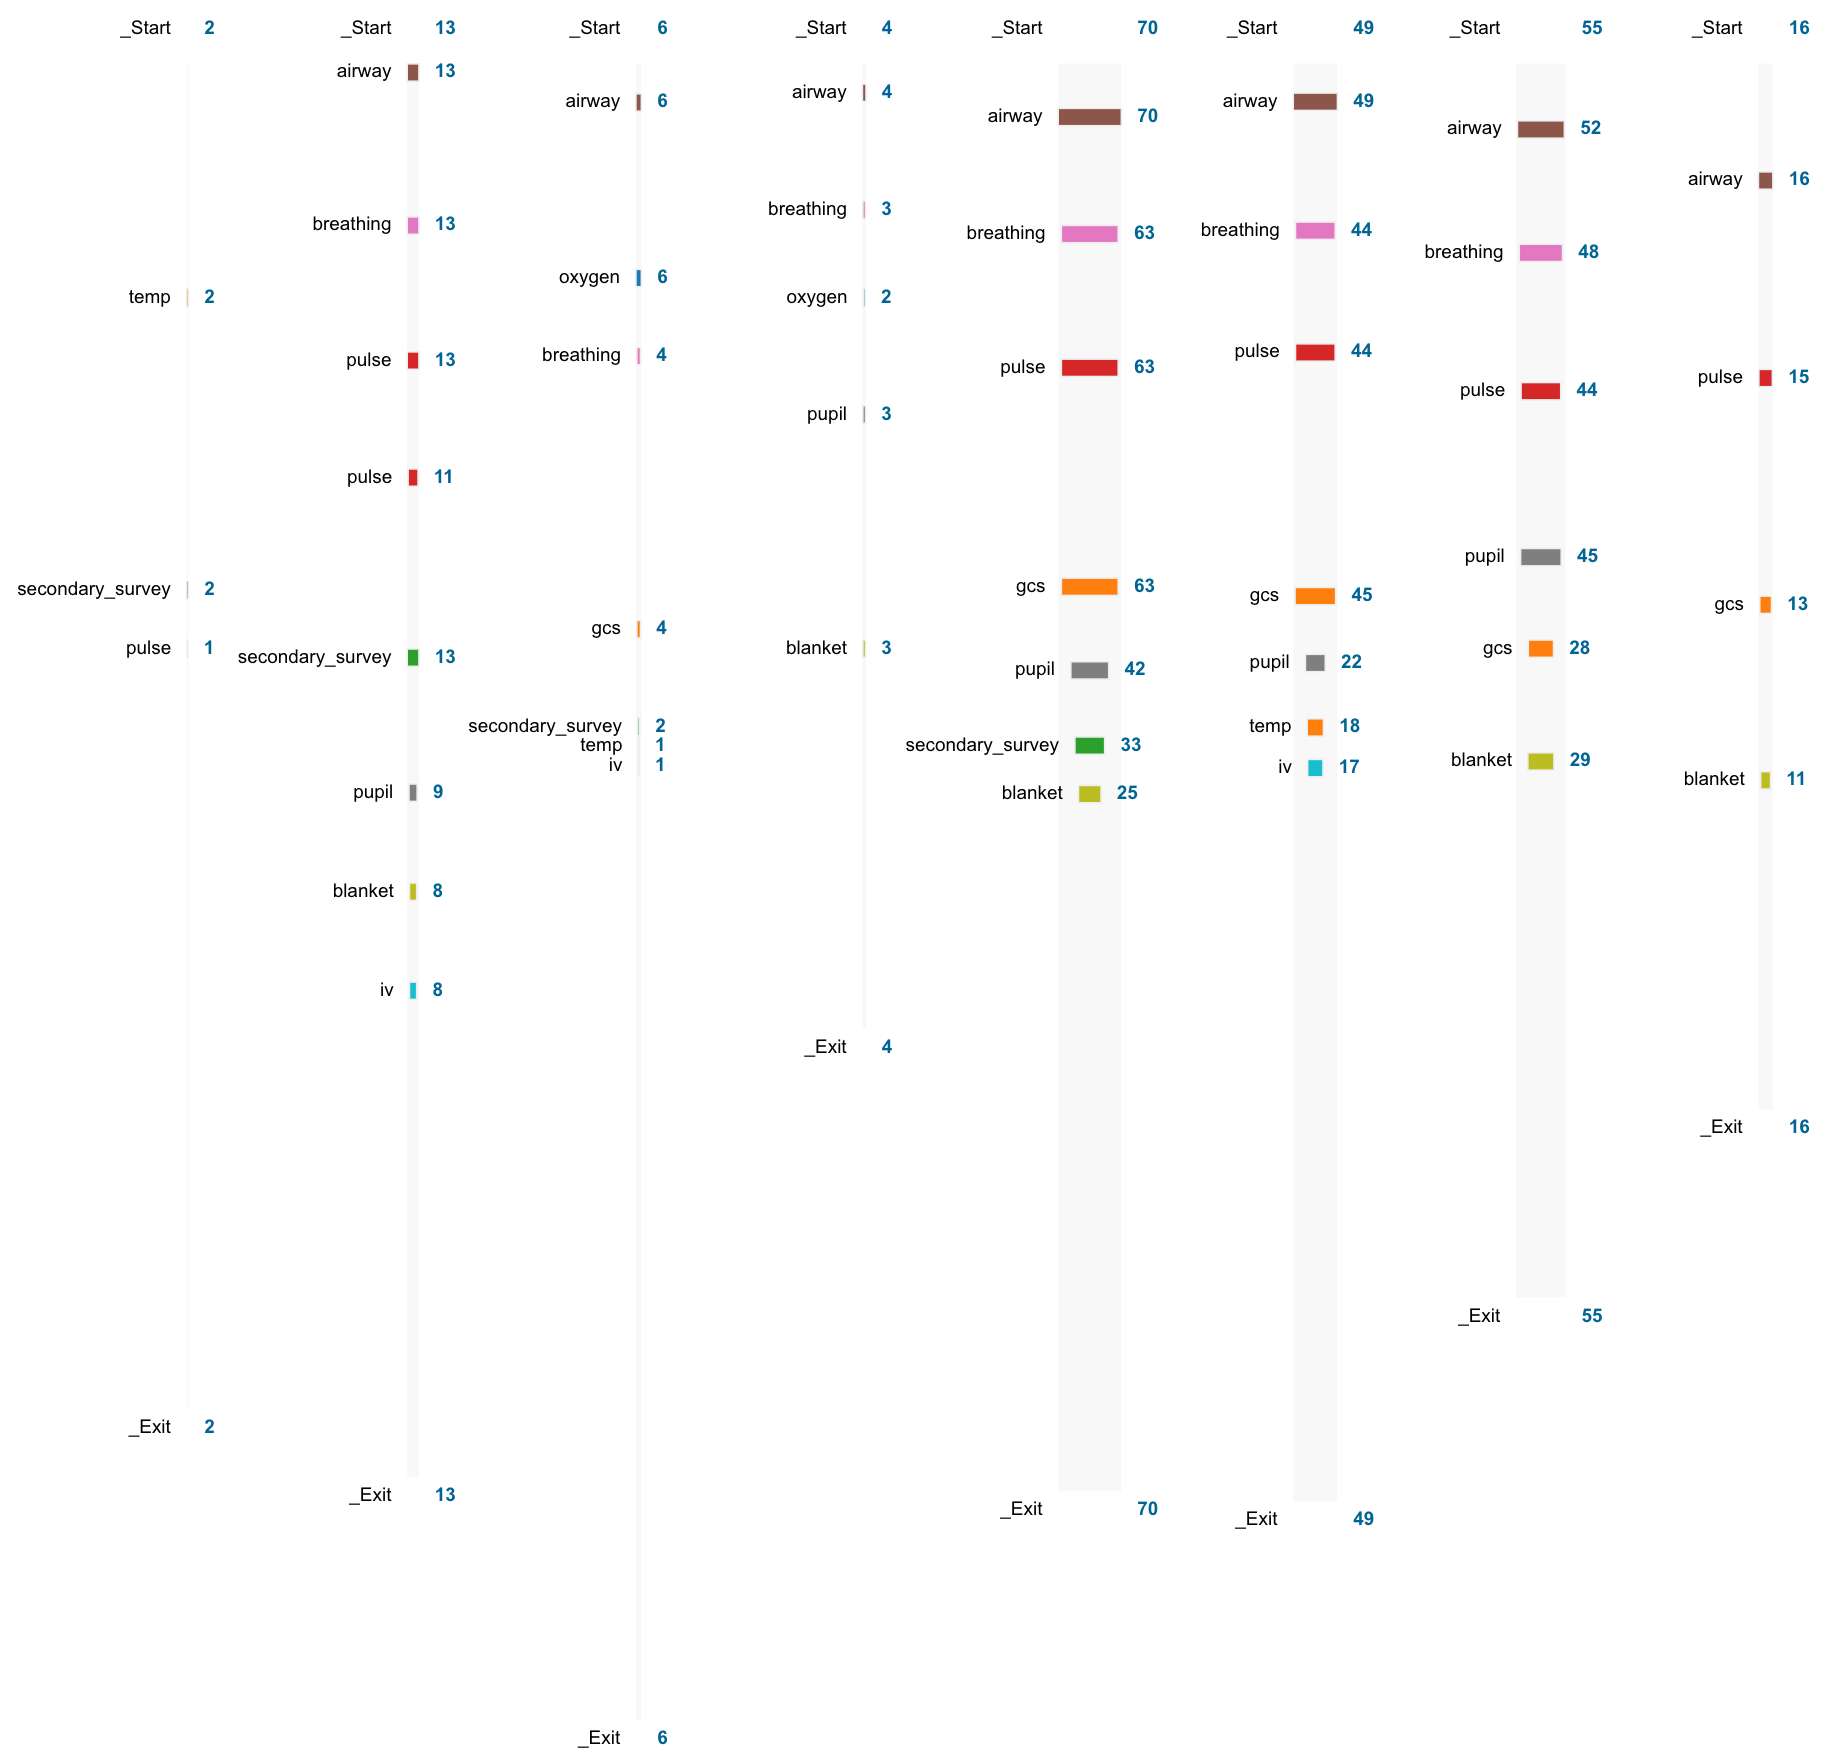 _Start 2
temp 2
secondary_survey 2
pulse 1
_Exit 2
_Start 13
airway 13
breathing 13
pulse 13
pulse 11
secondary_survey 13
pupil 9
blanket 8
iv 8
_Exit 13
_Start 6
airway 6
oxygen 6
breathing 4
gcs 4
secondary_survey 2
temp 1
iv 1
_Exit 6
_Start 4
airway 4
breathing 3
oxygen 2
pupil 3
blanket 3
_Exit 4
_Start 70
airway 70
breathing 63
pulse 63
gcs 63
pupil 42
secondary_survey 33
blanket 25
_Exit 70
_Start 49
airway 49
breathing 44
pulse 44
gcs 45
pupil 22
temp 18
iv 17
_Exit 49
_Start 55
airway 52
breathing 48
pulse 44
pupil 45
gcs 28
blanket 29
_Exit 55
_Start 16
airway 16
pulse 15
gcs 13
blanket 11
_Exit 16